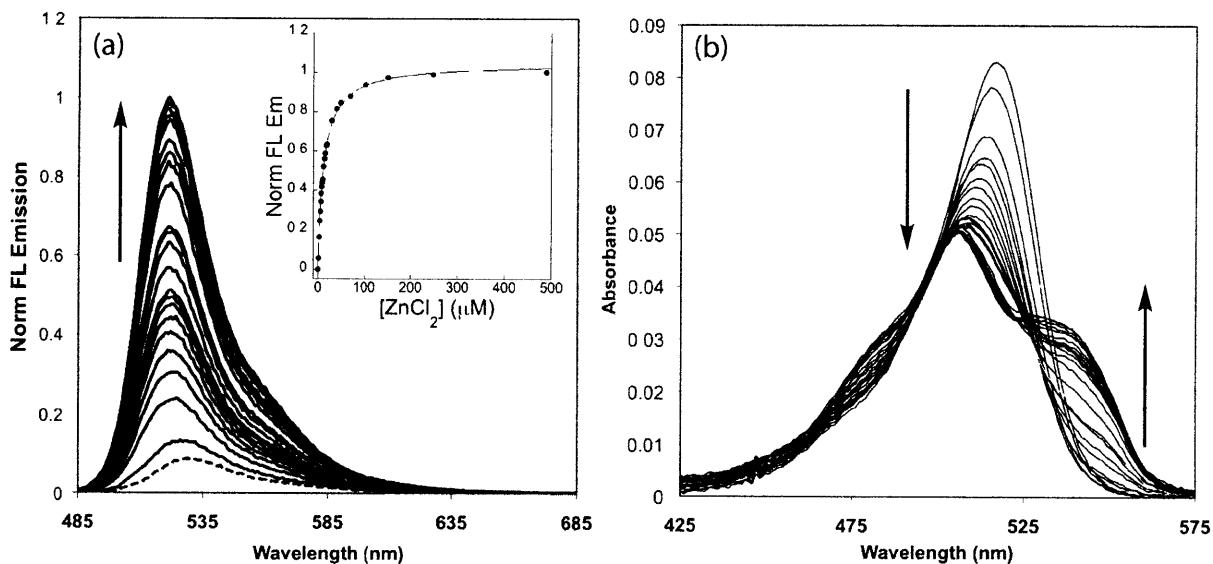 (a)
1.2
1
0.8
0.6
0.4
0.2
0
Norm FL Emission
485 535 585 635 685
Wavelength (nm)
1 2
1
0 8
0 6
0 4
0 2
0
Norm FL Em
0 100 200 300 400 500
[ZnCl2] (μM)
(b)
0.09
0 08
0 07
0 06
0.05
0.04
0.03
0.02
0.01
0
Absorbance
425 475 525 575
Wavelength (nm)